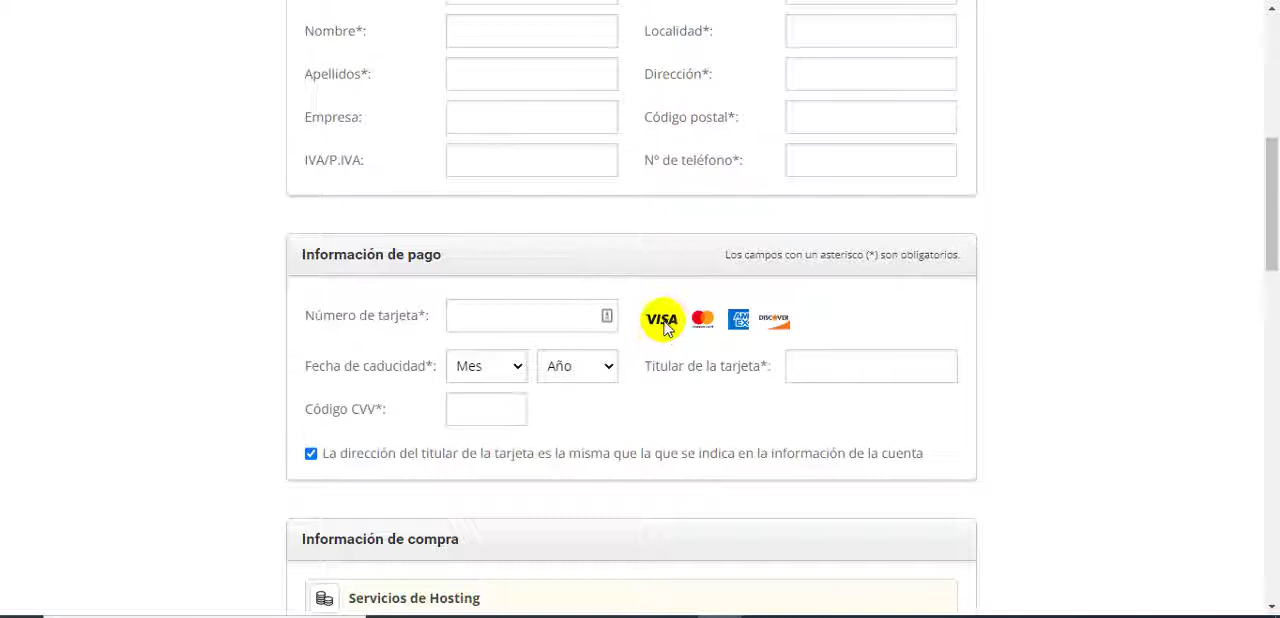 Nombre*: Localidad*:
Apellidos*: Dirección*:
Empresa: Código postal*:
IVA/P.IVA: Nº de teléfono*:
Información de pago Los campos con un asterisco (*) son obligatorios.
Número de tarjeta*: VISA AM EX DISCOVER
Fecha de caducidad*: Mes Año Titular de la tarjeta*:
Código CVV*:
La dirección del titular de la tarjeta es la misma que la que se indica en la información de la cuenta
Información de compra
Servicios de Hosting